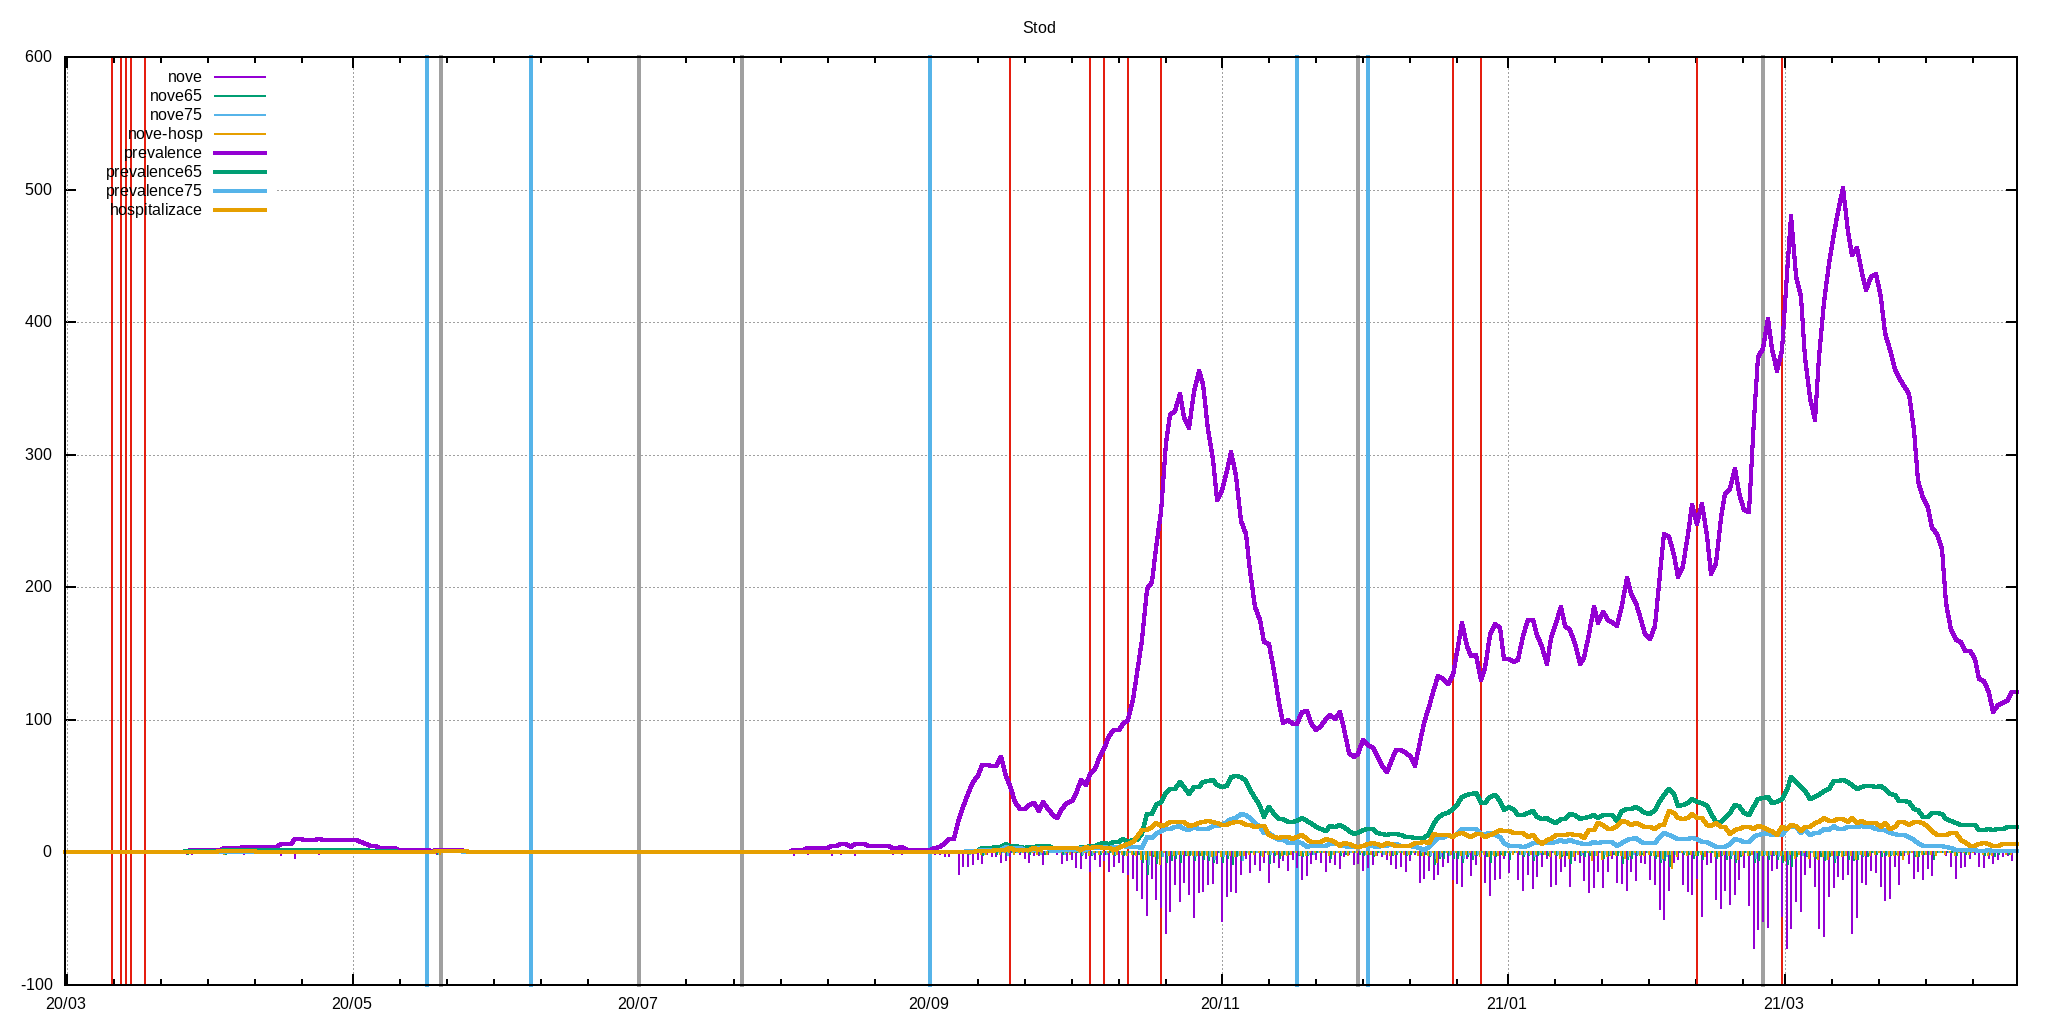 Stod
600
500
400
300
200
100
0
-100
nove
nove65
nove75
nove-hosp
prevalence
prevalence65
prevalence75
hospitalizace
20/03 20/05 20/07 20/09 20/11 21/01 21/03